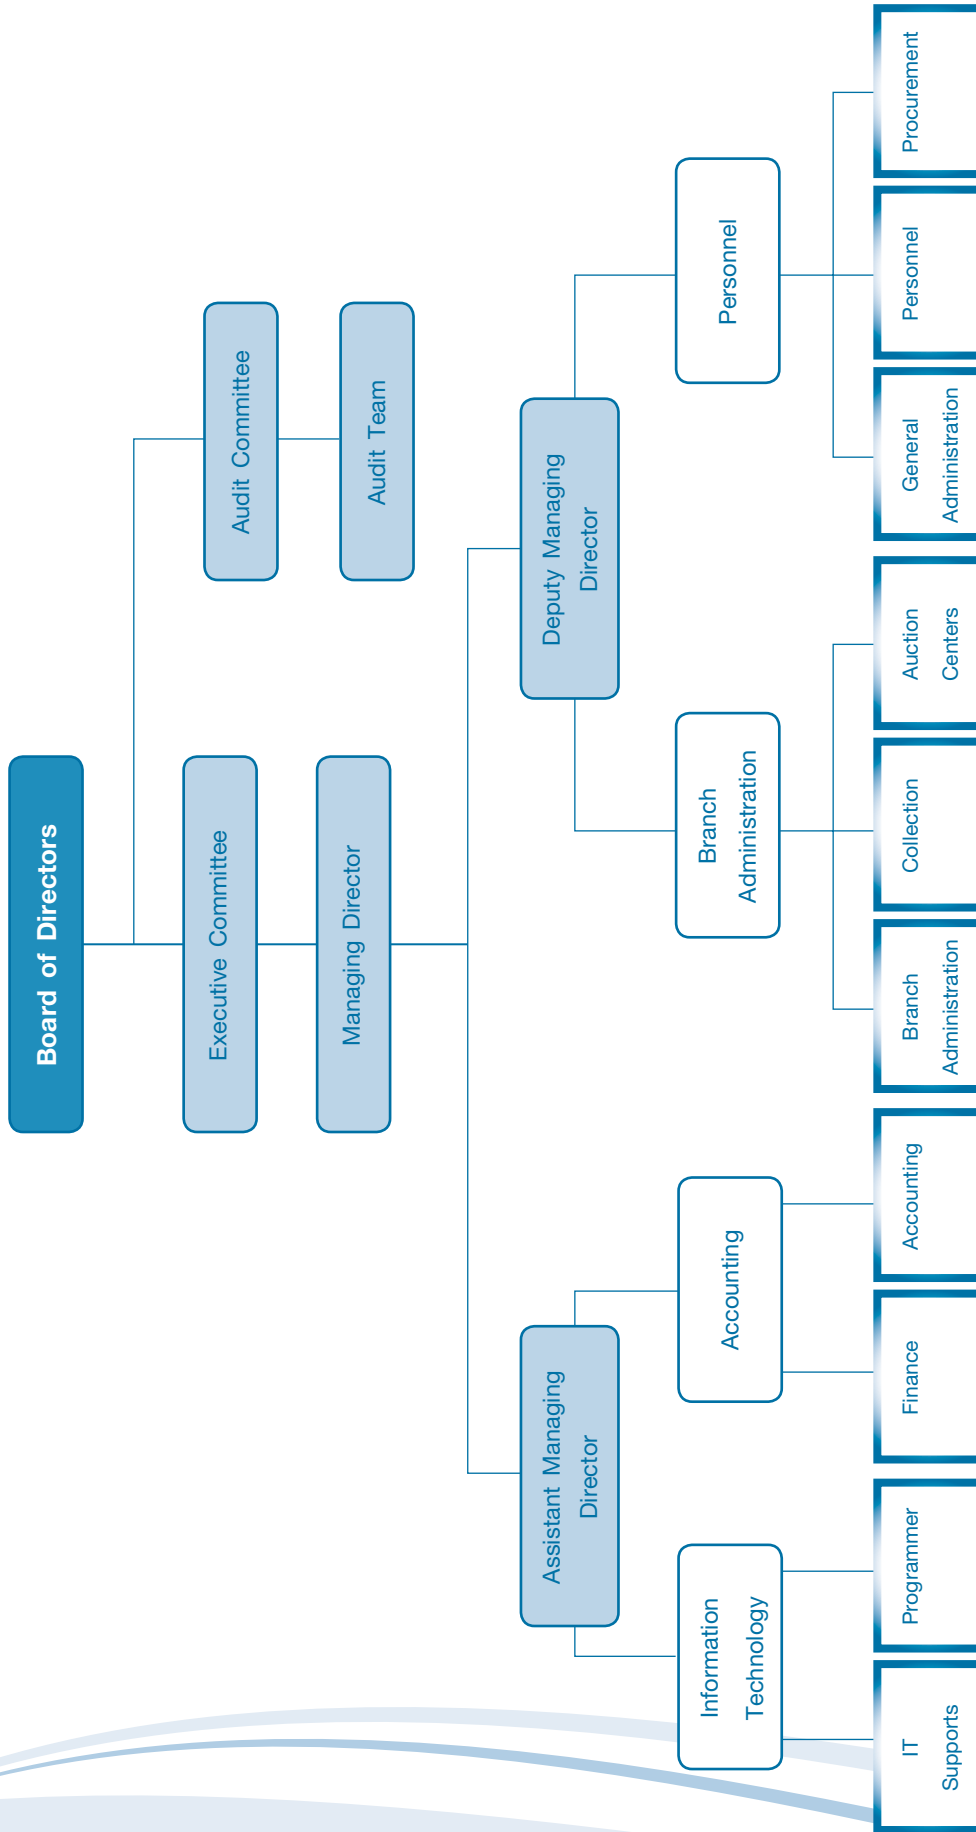 Board of Directors
Audit Committee
Executive Committee
Audit Team
Managing Director
Assistant Managing
Director
Deputy Managing
Director
Information
Technology
Accounting
Branch
Administration
Personnel
IT
Supports
Programmer
Finance
Accounting
Branch
Administration
Collection
Auction
Centers
General
Administration
Personnel
Procurement